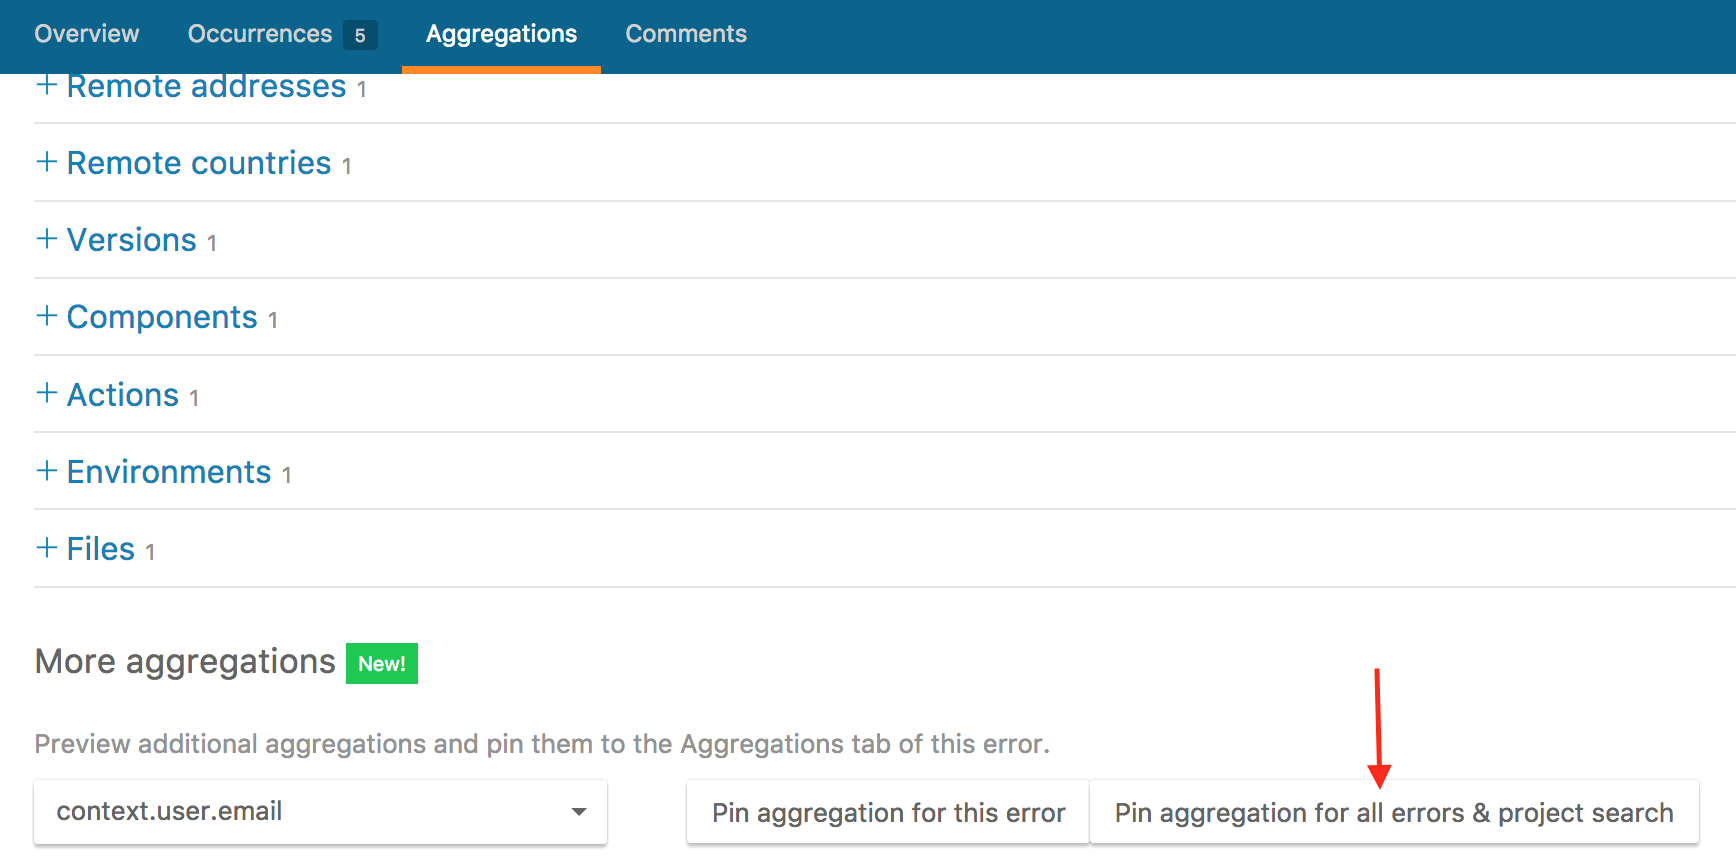 Overview Occurrences 5 Aggregations Comments
+ Remote addresses 1
+ Remote countries 1
+ Versions 1
+ Components 1
+ Actions 1
+ Environments 1
+ Files 1
More aggregations New!
Preview additional aggregations and pin them to the Aggregations tab of this error.
context.user.email Pin aggregation for this error Pin aggregation for all errors & project search